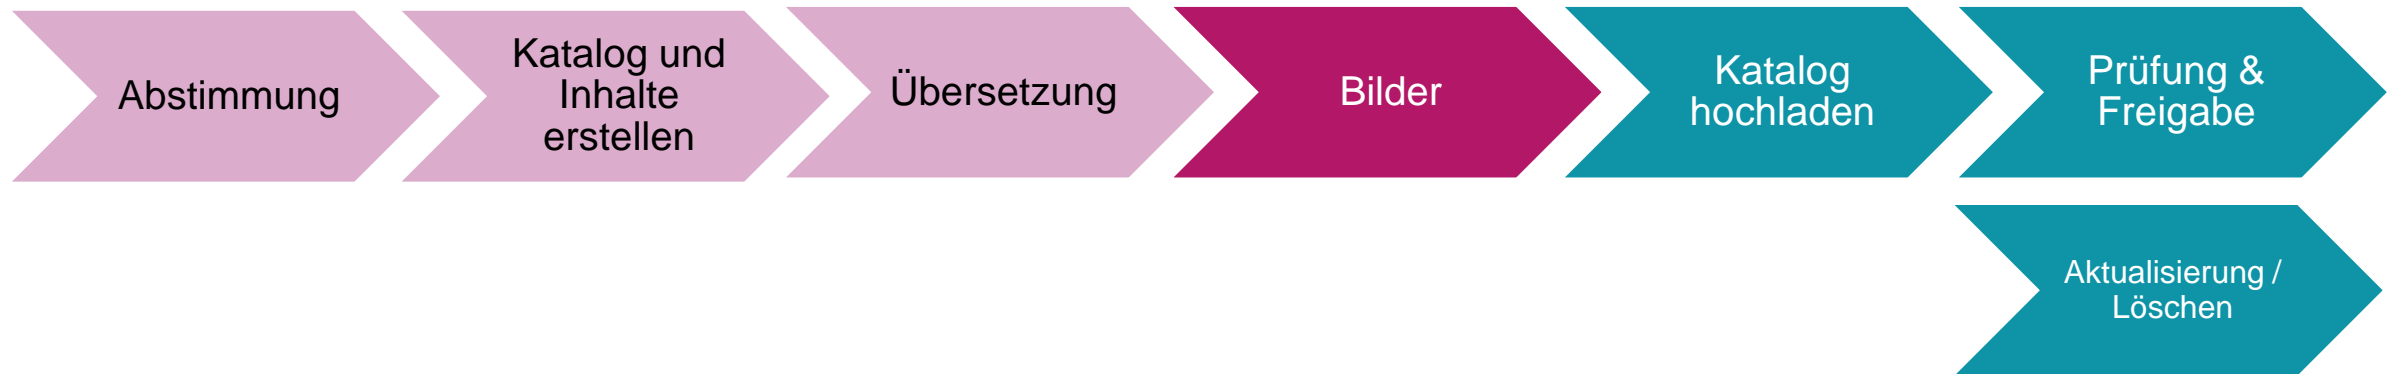 Abstimmung
Katalog und
Inhalte
erstellen
Übersetzung
Bilder
Katalog
hochladen
Prüfung &
Freigabe
Aktualisierung /
Löschen